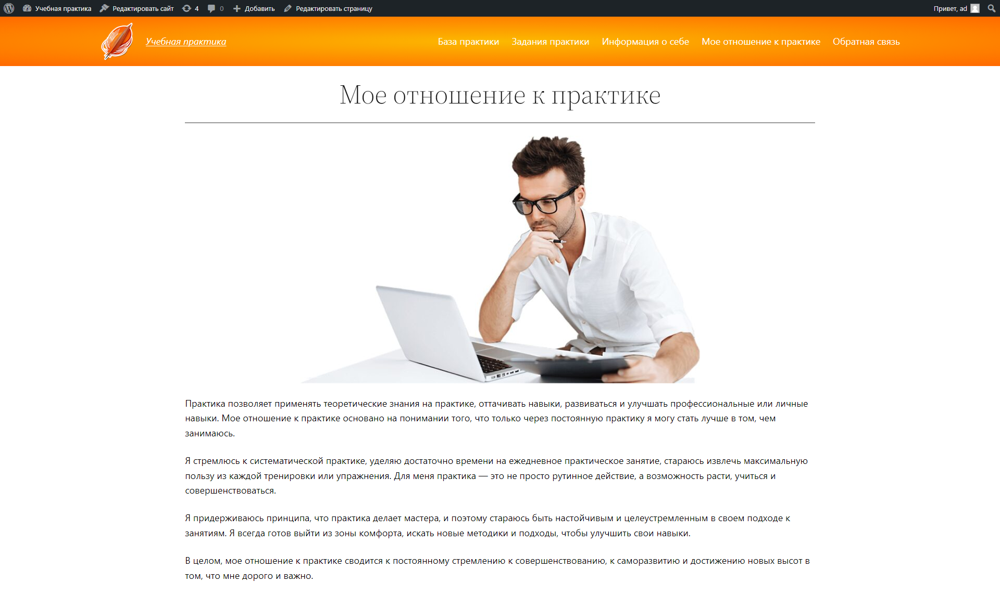 Учебная практика Редактировать сайт 4 0 Добавить Редактировать страницу Привет, ad
Учебная практика База практики Задания практики Информация о себе Мое отношение к практике Обратная связь
Мое отношение к практике
Практика позволяет применять теоретические знания на практике, оттачивать навыки, развиваться и улучшать профессиональные или личные
навыки. Мое отношение к практике основано на понимании того, что только через постоянную практику я могу стать лучше в том, чем
занимаюсь.
Я стремлюсь к систематической практике, уделяю достаточно времени на ежедневное практическое занятие, стараюсь извлечь максимальную
пользу из каждой тренировки или упражнения. Для меня практика — это не просто рутинное действие, а возможность расти, учиться и
совершенствоваться.
Я придерживаюсь принципа, что практика делает мастера, и поэтому стараюсь быть настойчивым и целеустремленным в своем подходе к
занятиям. Я всегда готов выйти из зоны комфорта, искать новые методики и подходы, чтобы улучшить свои навыки.
В целом, мое отношение к практике сводится к постоянному стремлению к совершенствованию, к саморазвитию и достижению новых высот в
том, что мне дорого и важно.